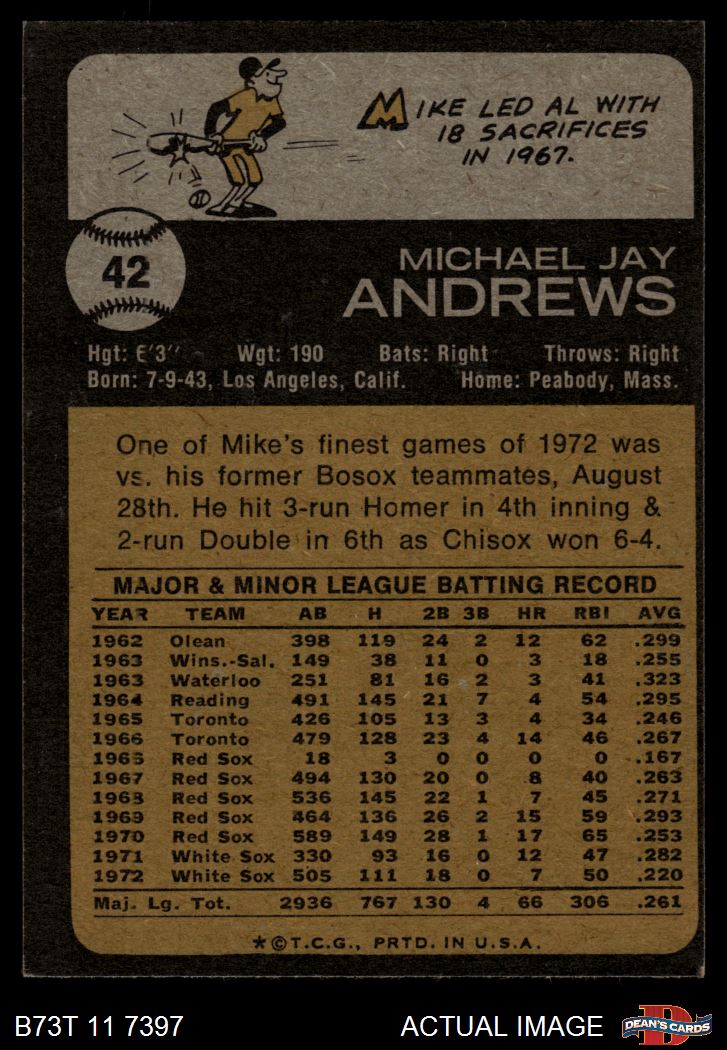 MIKE LED AL WITH
18 SACRIFICES
IN 1967.
42
MICHAEL JAY
ANDREWS
Hgt: 6'3" Wgt: 190 Bats: Right Throws: Right
Born: 7-9-43, Los Angeles, Calif. Home: Peabody, Mass.
One of Mike's finest games of 1972 was
vs. his former Bosox teammates, August
28th. He hit 3-run Homer in 4th inning &
2-run Double in 6th as Chisox won 6-4.
MAJOR & MINOR LEAGUE BATTING RECORD
YEAR TEAM AB H 2B 3B HR RBI AVG
1962 Olean 398 119 24 2 12 62 .299
1963 Wins.-Sal. 149 38 11 0 3 18 .255
1963 Waterloo 251 81 16 2 3 41 .323
1964 Reading 491 145 21 7 4 54 .295
1965 Toronto 426 105 13 3 4 34 .246
1966 Toronto 479 128 23 4 14 46 .267
1966 Red Sox 18 3 0 0 0 0 .167
1967 Red Sox 494 130 20 0 8 40 .263
1968 Red Sox 536 145 22 1 7 45 .271
1969 Red Sox 464 136 26 2 15 59 .293
1970 Red Sox 589 149 28 1 17 65 .253
1971 White Sox 330 93 16 0 12 47 .282
1972 White Sox 505 111 18 0 7 50 .220
Maj. Lg. Tot. 2936 767 130 4 66 306 .261
★©T.C.G., PRTD. IN U.S.A.
B73T 11 7397 ACTUAL IMAGE
D
DEAN'S CARDS